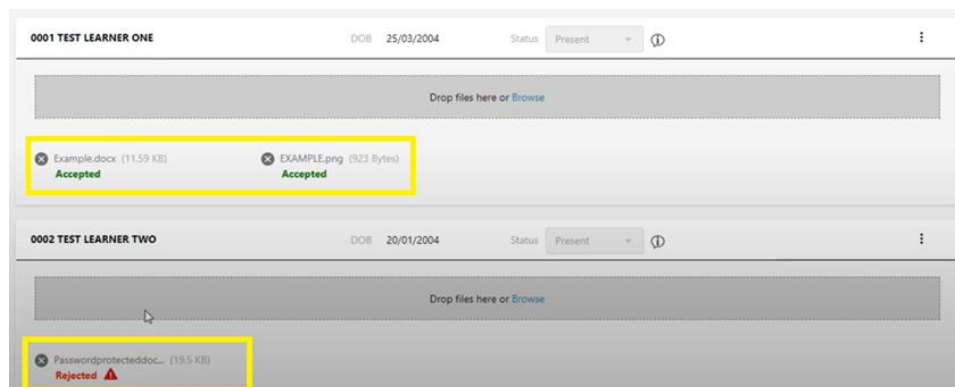 0001 TEST LEARNER ONE DOB 25/03/2004 Status Present
Drop files here or Browse
Example.docx (11.59 KB) EXAMPLE.png (923 Bytes)
Accepted Accepted
0002 TEST LEARNER TWO DOB 20/01/2004 Status Present
Drop files here or Browse
Passwordprotecteddoc... (19.5 KB)
Rejected